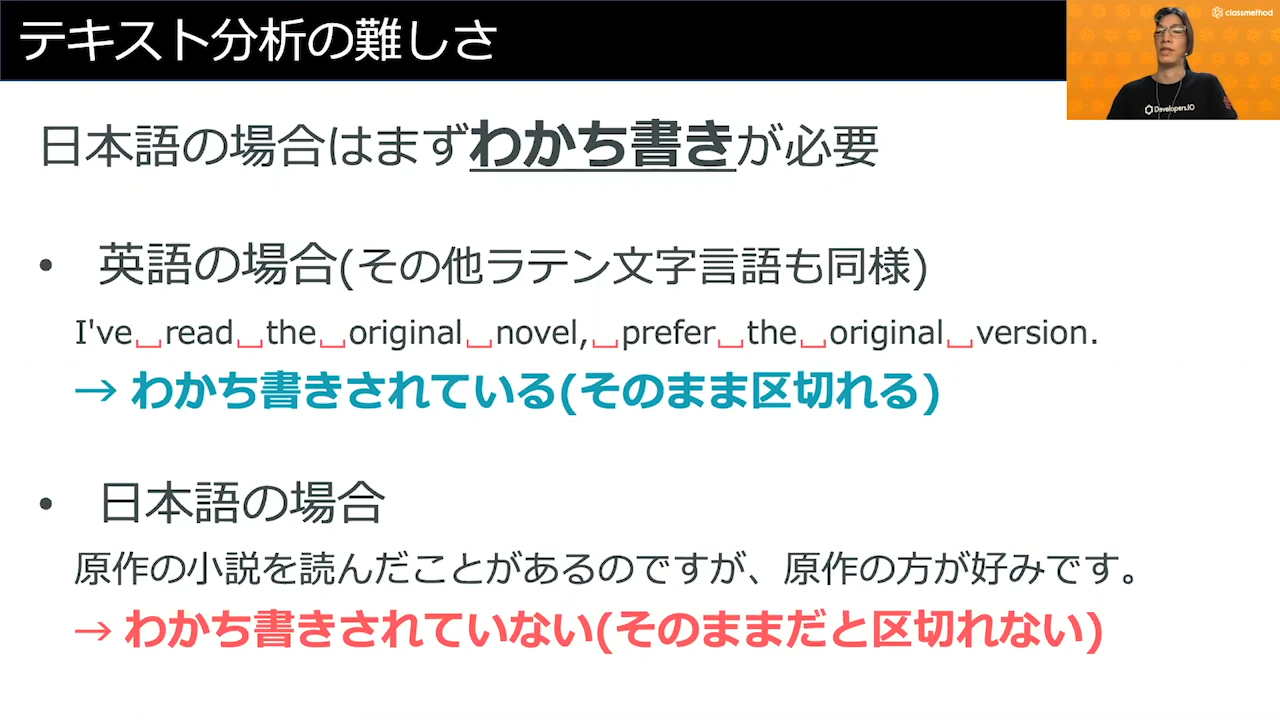 テキスト分析の難しさ
classmethod
Developers.IO
日本語の場合はまずわかち書きが必要
• 英語の場合(その他ラテン文字言語も同様)
I've␣read␣the␣original␣novel,␣prefer␣the␣original␣version.
→ わかち書きされている(そのまま区切れる)
• 日本語の場合
原作の小説を読んだことがあるのですが、原作の方が好みです。
→ わかち書きされていない(そのままだと区切れない)